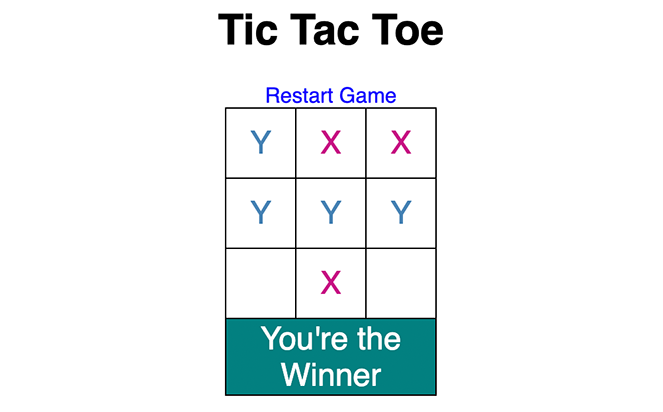 Tic Tac Toe
Restart Game
Y X X
Y Y Y
X
You're the
Winner